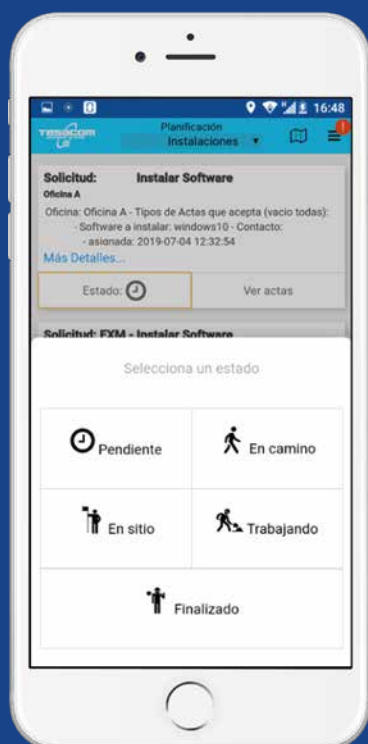 16:48
TESACOM
Planificación
Instalaciones ▼
!
Solicitud: Instalar Software
Oficina A
Oficina: Oficina A - Tipos de Actas que acepta (vacio todas):
- Software a instalar: windows10 - Contacto:
- asignada: 2019-07-04 12:32:54
Más Detalles...
Estado:
Ver actas
Solicitud: FXM - Instalar Software
Selecciona un estado
Pendiente
En camino
En sitio
Trabajando
Finalizado